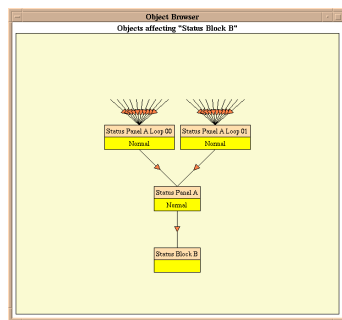 Object Browser
Objects affecting "Status Block B"
Status Panel A Loop 00
Status Panel A Loop 01
Normal
Normal
Status Panel A
Normal
Status Block B